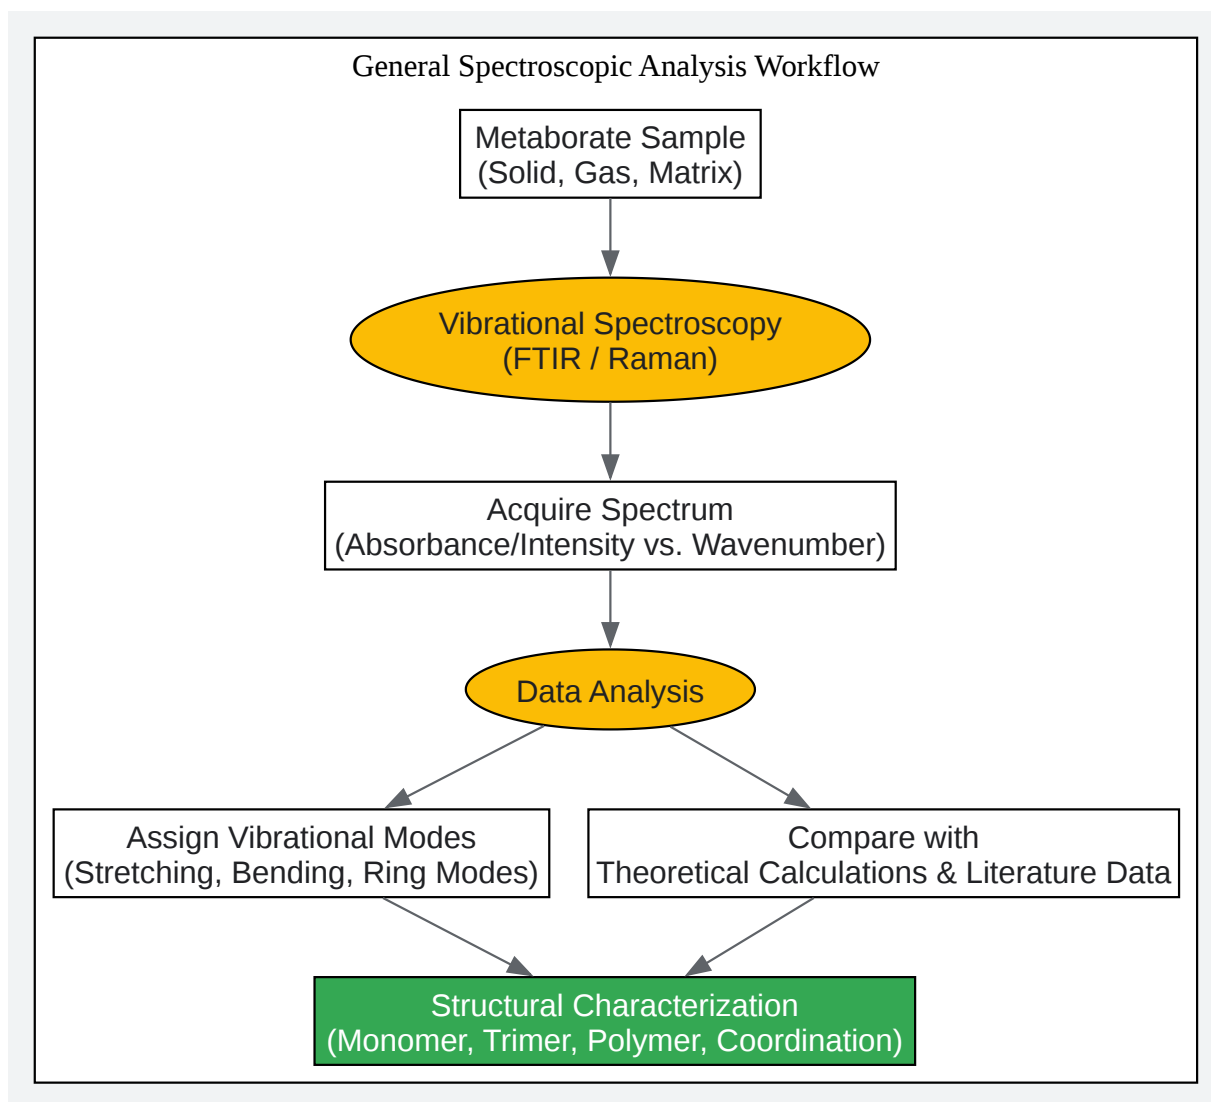 General Spectroscopic Analysis Workflow
Metaborate Sample
(Solid, Gas, Matrix)
Vibrational Spectroscopy
(FTIR / Raman)
Acquire Spectrum
(Absorbance/Intensity vs. Wavenumber)
Data Analysis
Assign Vibrational Modes
(Stretching, Bending, Ring Modes)
Compare with
Theoretical Calculations & Literature Data
Structural Characterization
(Monomer, Trimer, Polymer, Coordination)